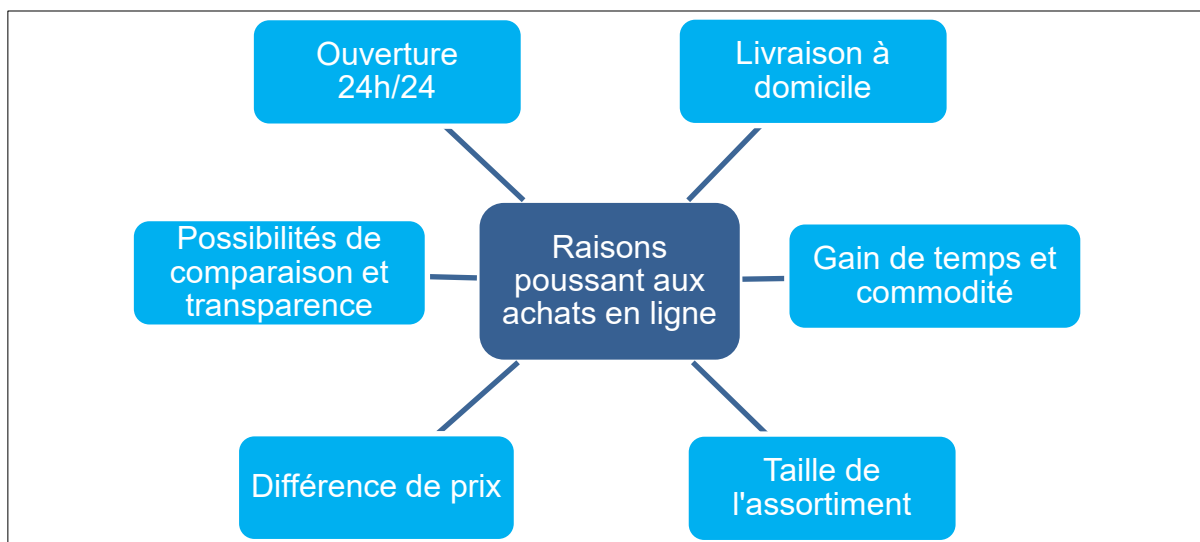 Ouverture
24h/24
Livraison à
domicile
Possibilités de
comparaison et
transparence
Raisons
poussant aux
achats en ligne
Gain de temps et
commodité
Différence de prix
Taille de
l'assortiment